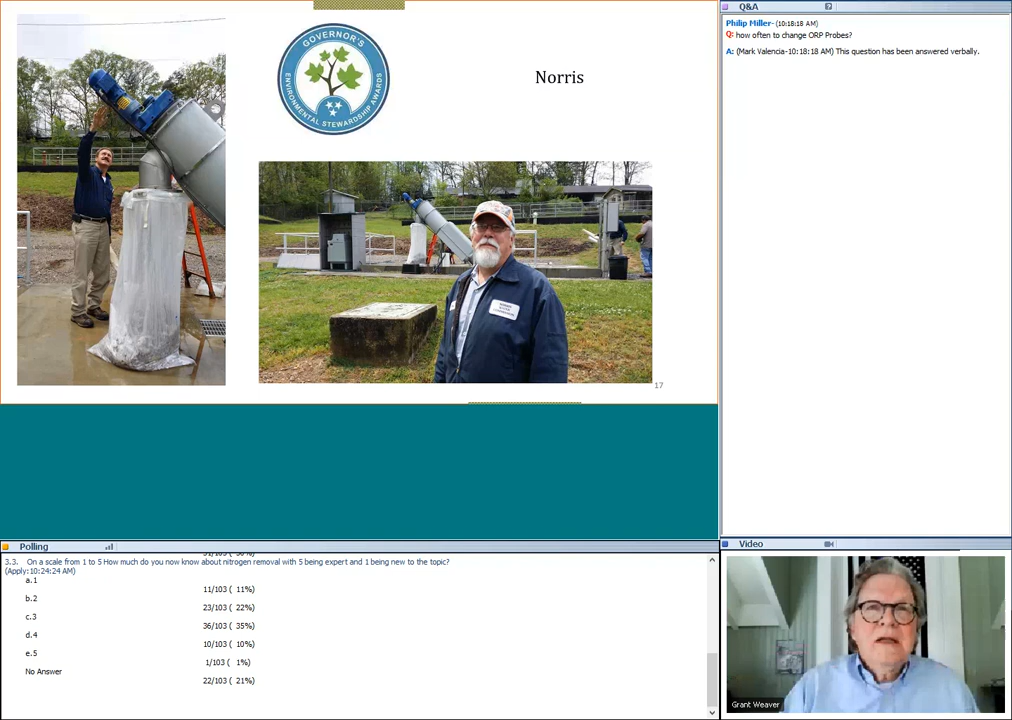 GOVERNOR'S
ENVIRONMENTAL STEWARDSHIP AWARDS
Norris
17
Q&A
Philip Miller- (10:18:18 AM)
Q: how often to change ORP Probes?
A: (Mark Valencia-10:18:18 AM) This question has been answered verbally.
Polling
3.3. On a scale from 1 to 5 How much do you now know about nitrogen removal with 5 being expert and 1 being new to the topic?
(Apply:10:24:24 AM)
a.1
11/103 ( 11%)
b.2
23/103 ( 22%)
c.3
36/103 ( 35%)
d.4
10/103 ( 10%)
e.5
1/103 ( 1%)
No Answer
22/103 ( 21%)
Video
Grant Weaver